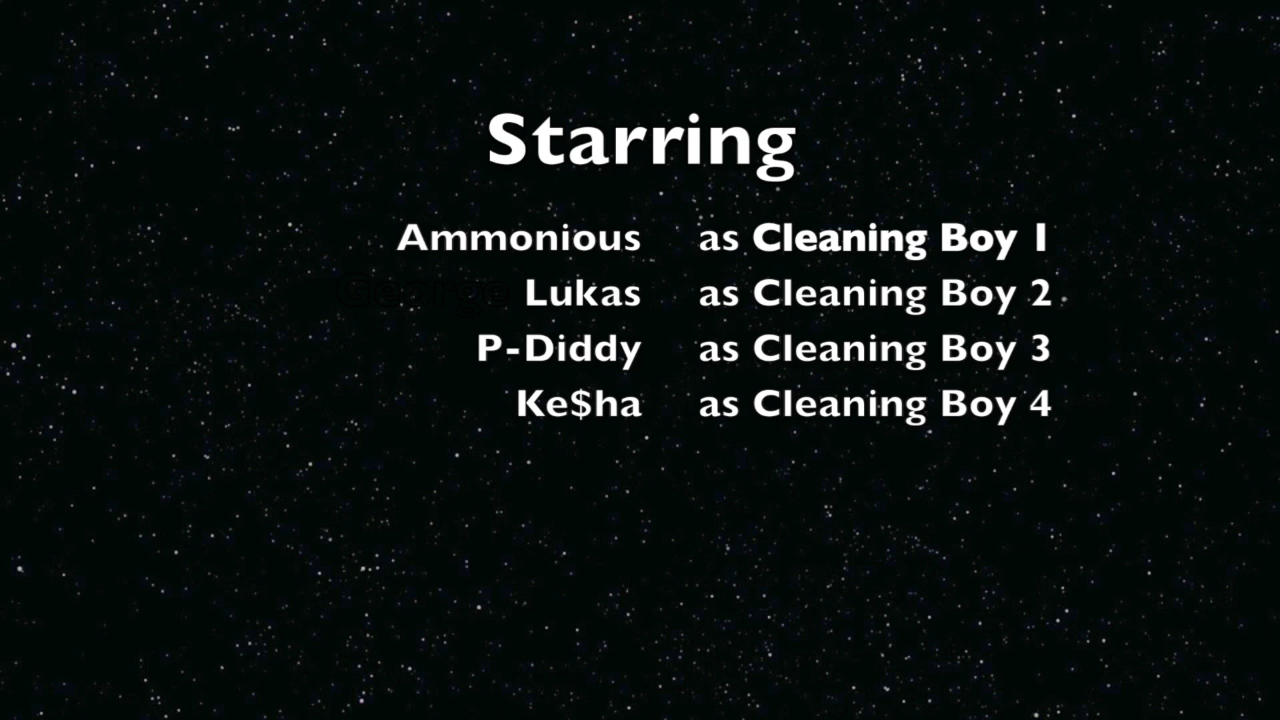 Starring
Ammonious as Cleaning Boy 1
George Lukas as Cleaning Boy 2
P-Diddy as Cleaning Boy 3
Ke$ha as Cleaning Boy 4